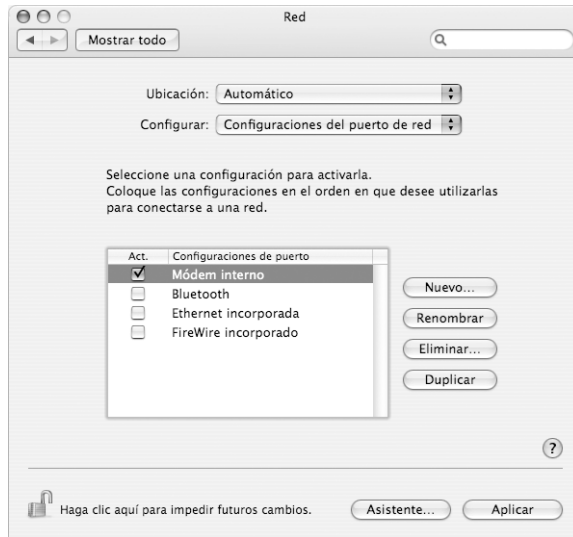 Red
Mostrar todo
Ubicación: Automático
Configurar: Configuraciones del puerto de red
Seleccione una configuración para activarla.
Coloque las configuraciones en el orden en que desee utilizarlas
para conectarse a una red.
Act. Configuraciones de puerto
Módem interno
Bluetooth
Ethernet incorporada
FireWire incorporado
Nuevo...
Renombrar
Eliminar...
Duplicar
?
Haga clic aquí para impedir futuros cambios.
Asistente...
Aplicar